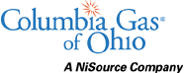 Columbia Gas®
of Ohio
A NiSource Company